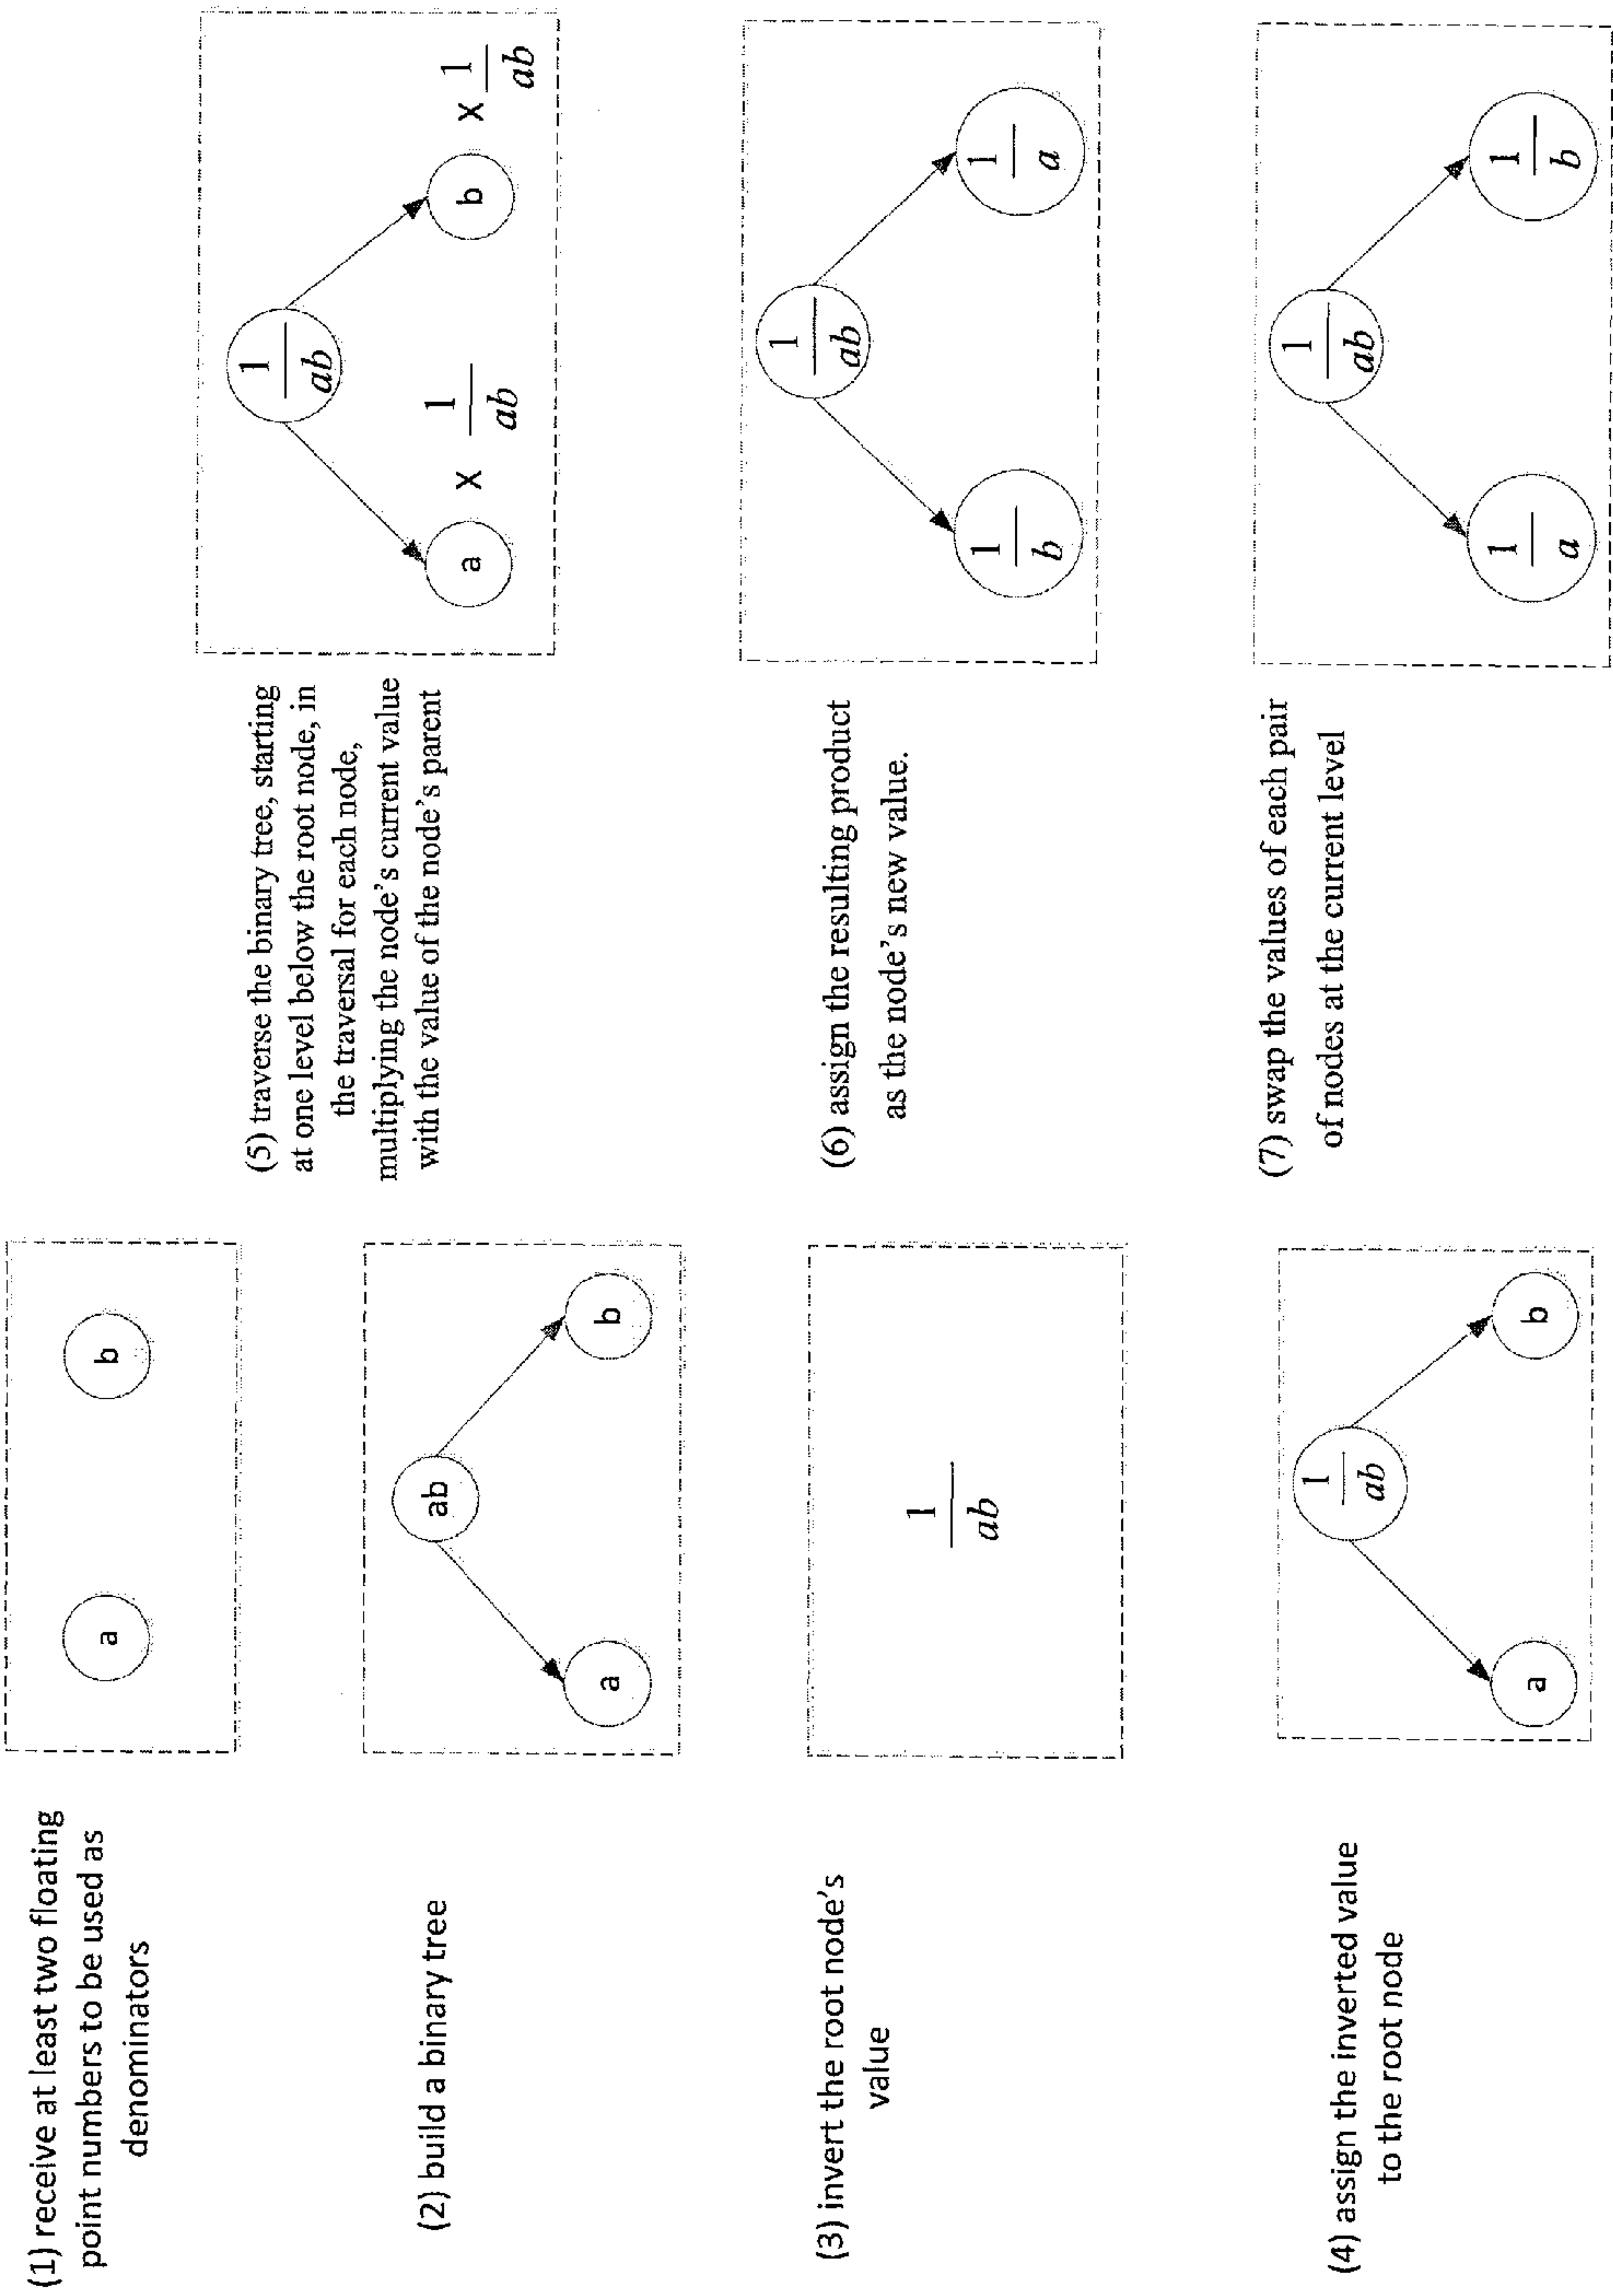 (1) receive at least two floating
point numbers to be used as
denominators
a
b
(2) build a binary tree
ab
a
b
(3) invert the root node's
value
1
ab
(4) assign the inverted value
to the root node
1
ab
a
b
(5) traverse the binary tree, starting
at one level below the root node, in
the traversal for each node,
multiplying the node's current value
with the value of the node's parent
1
ab
a x 1
ab
b x 1
ab
(6) assign the resulting product
as the node's new value.
1
ab
1
b
1
a
(7) swap the values of each pair
of nodes at the current level
1
ab
1
a
1
b